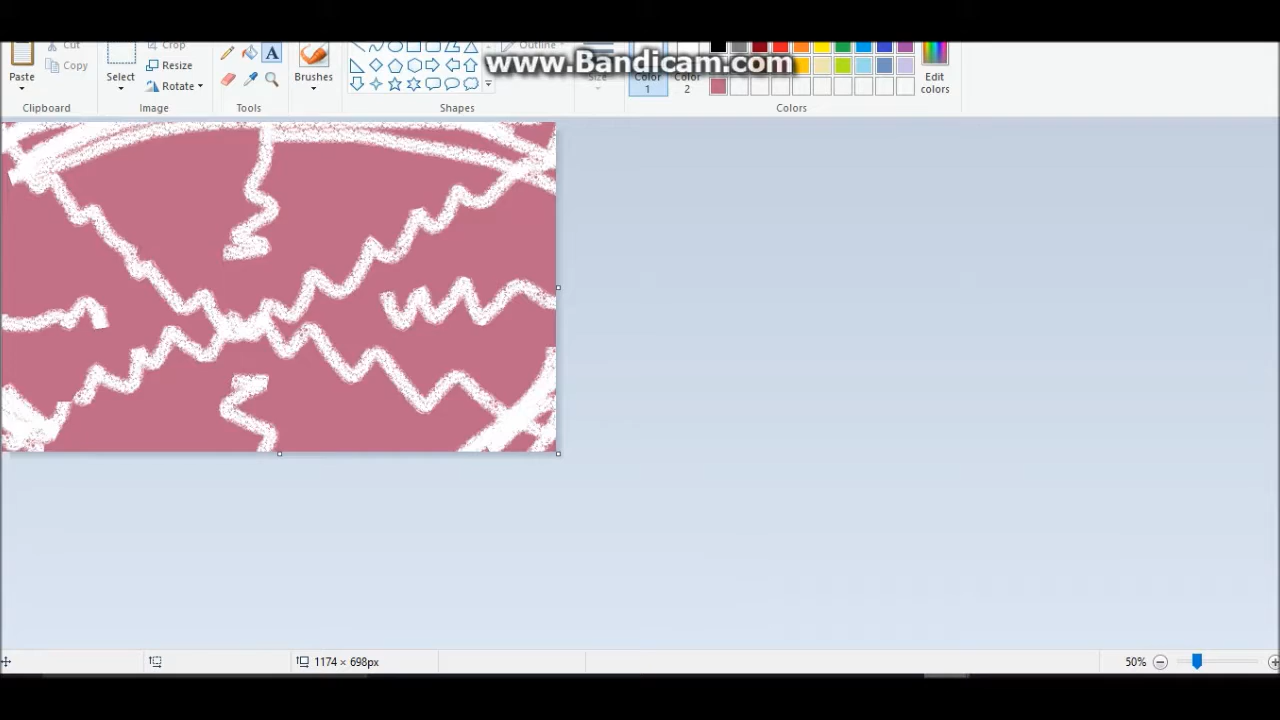 www.Bandicam.com
Cut
Crop
Outline
Copy
Resize
Paste
Select
Rotate
Brushes
Size
Color
1
Color
2
Edit
colors
A
Clipboard
Image
Tools
Shapes
Colors
1174 × 698px
50%